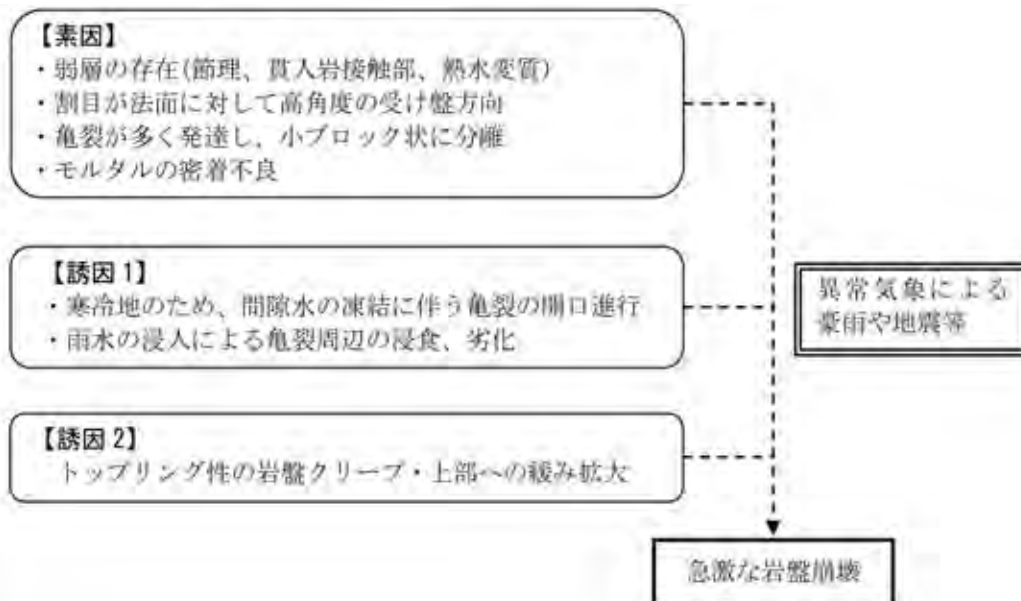 【素因】
・弱層の存在(節理、貫入岩接触部、熱水変質)
・割目が法面に対して高角度の受け盤方向
・亀裂が多く発達し、小ブロック状に分離
・モルタルの密着不良
【誘因1】
・寒冷地のため、間隙水の凍結に伴う亀裂の開口進行
・雨水の浸入による亀裂周辺の浸食、劣化
異常気象による
豪雨や地震等
【誘因2】
トップリング性の岩盤クリープ・上部への緩み拡大
急激な岩盤崩壊